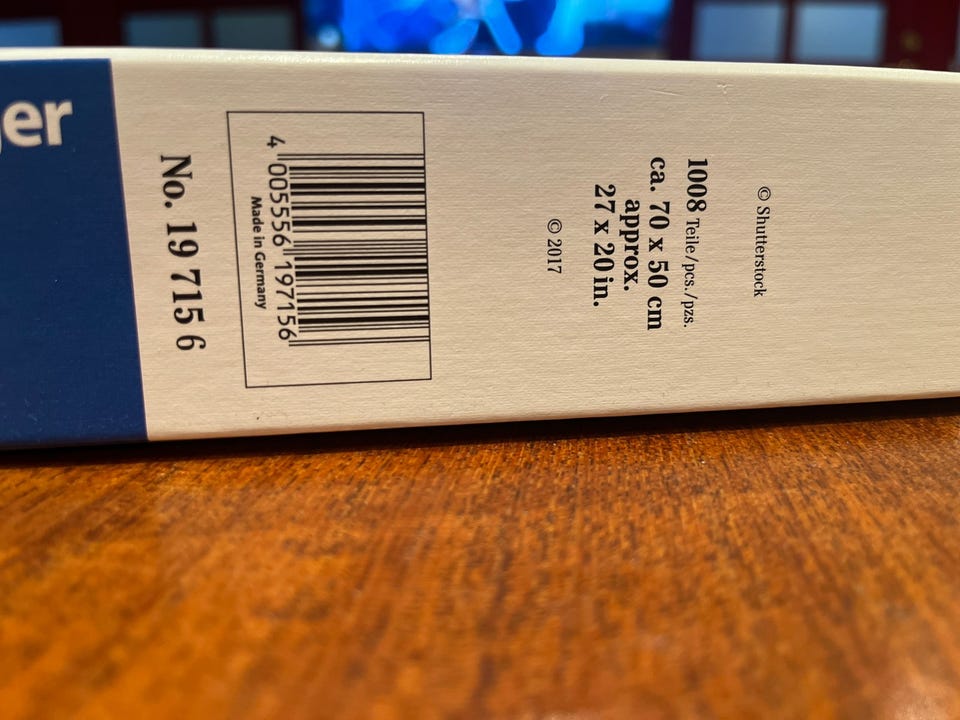 er
No. 19 715 6
4 005556 197156
Made in Germany
© Shutterstock
1008 Teile/pcs./pzs.
ca. 70 x 50 cm
approx.
27 x 20 in.
© 2017